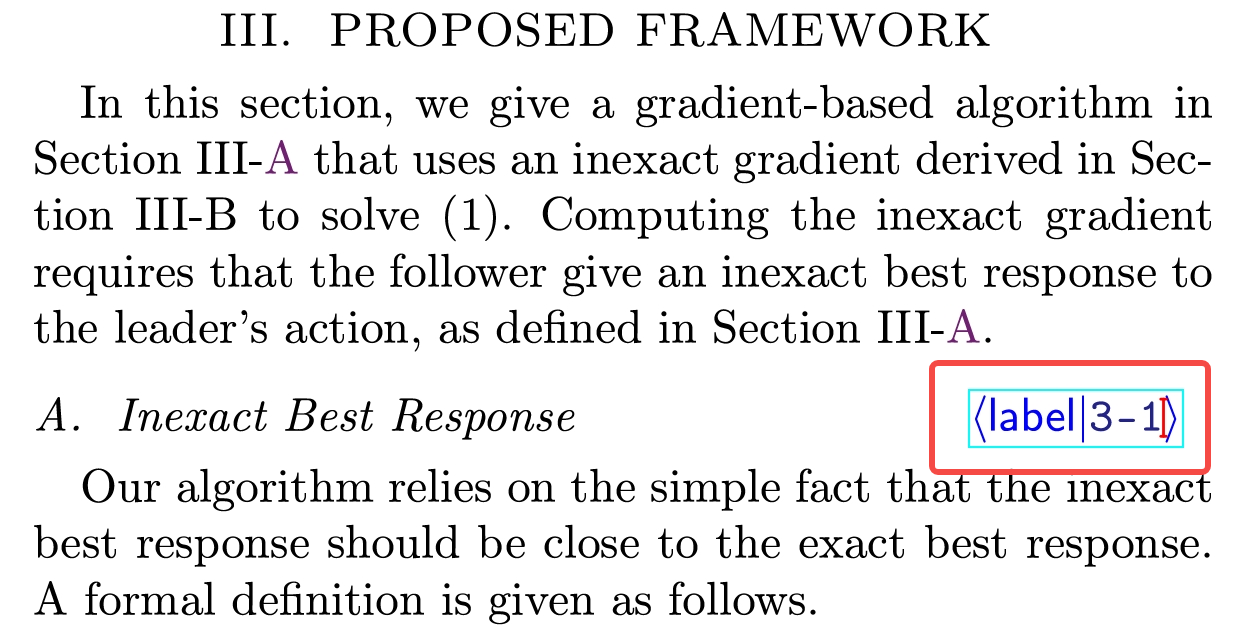 III. PROPOSED FRAMEWORK
In this section, we give a gradient-based algorithm in
Section III-A that uses an inexact gradient derived in Sec-
tion III-B to solve (1). Computing the inexact gradient
requires that the follower give an inexact best response to
the leader's action, as defined in Section III-A.
A. Inexact Best Response ⟨label|3-1⟩
Our algorithm relies on the simple fact that the inexact
best response should be close to the exact best response.
A formal definition is given as follows.